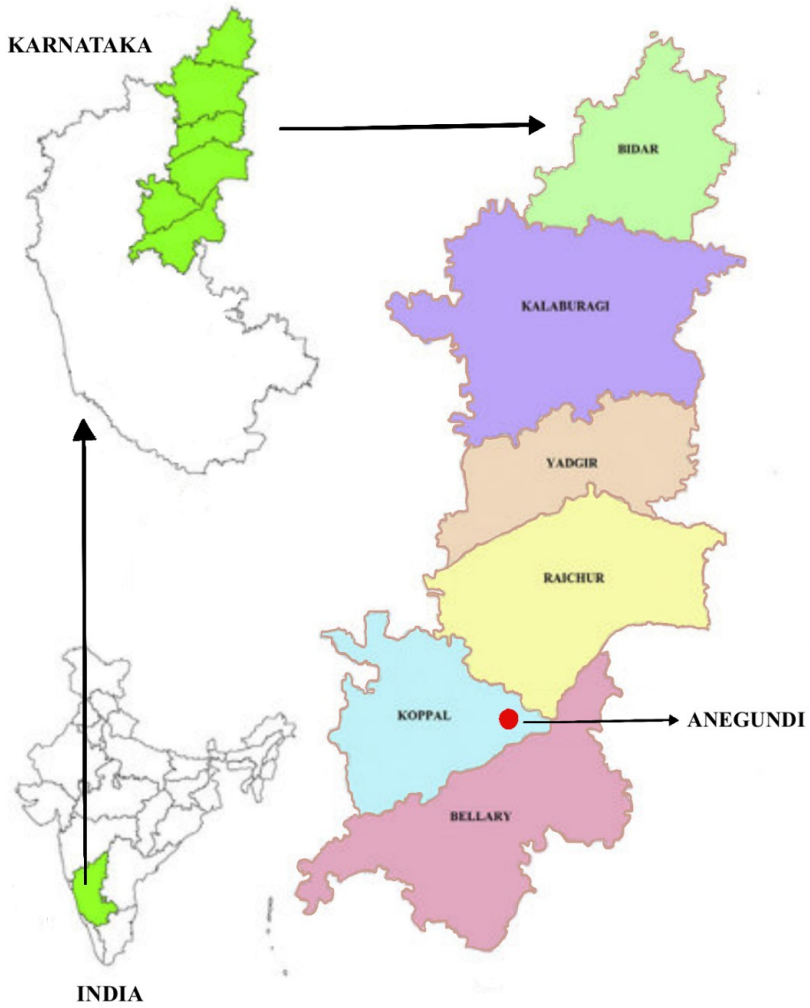 KARNATAKA
BIDAR
KALABURAGI
YADGIR
RAICHUR
KOPPAL
ANEGUNDI
BELLARY
INDIA